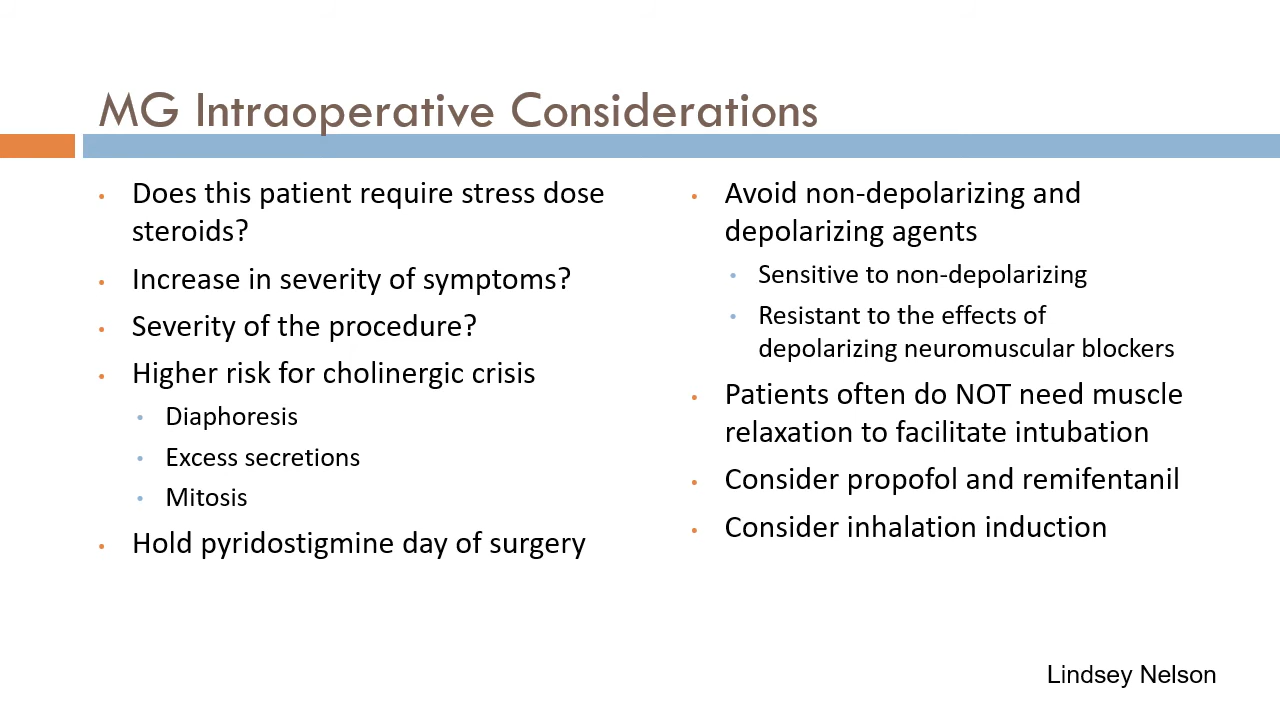 MG Intraoperative Considerations
Does this patient require stress dose
steroids?
Increase in severity of symptoms?
Severity of the procedure?
Higher risk for cholinergic crisis
Diaphoresis
Excess secretions
Mitosis
Hold pyridostigmine day of surgery
Avoid non-depolarizing and
depolarizing agents
Sensitive to non-depolarizing
Resistant to the effects of
depolarizing neuromuscular blockers
Patients often do NOT need muscle
relaxation to facilitate intubation
Consider propofol and remifentanil
Consider inhalation induction
Lindsey Nelson